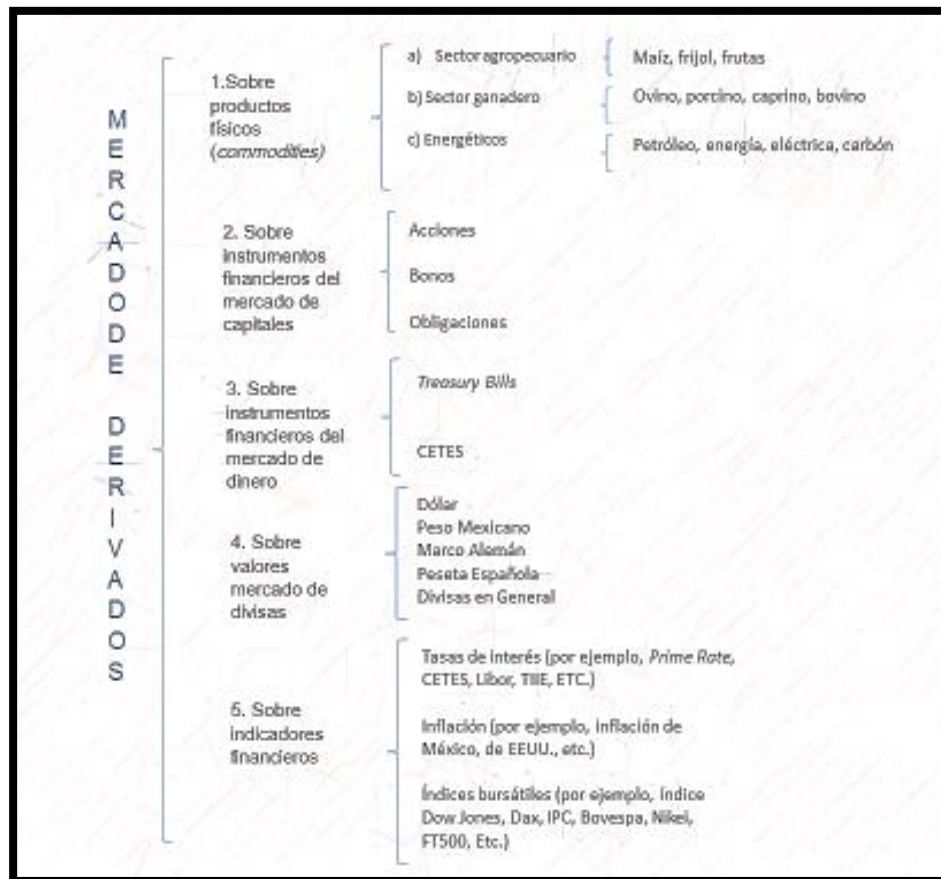 MERCADO DE DERIVADOS
1.Sobre
productos
físicos
(commodities)
a) Sector agropecuario
Maíz, frijol, frutas
b) Sector ganadero
Ovino, porcino, caprino, bovino
c) Energéticos
Petróleo, energía, eléctrica, carbón
2. Sobre
instrumentos
financieros del
mercado de
capitales
Acciones
Bonos
Obligaciones
3. Sobre
instrumentos
financieros del
mercado de
dinero
Treasury Bills
CETES
4. Sobre
valores
mercado de
divisas
Dólar
Peso Mexicano
Marco Alemán
Peseta Española
Divisas en General
5. Sobre
indicadores
financieros
Tasas de interés (por ejemplo, Prime Rate,
CETES, Libor, TIIE, ETC.)
Inflación (por ejemplo, inflación de
México, de EEUU., etc.)
Índices bursátiles (por ejemplo, índice
Dow Jones, Dax, IPC, Bovespa, Nikei,
FT500, Etc.)